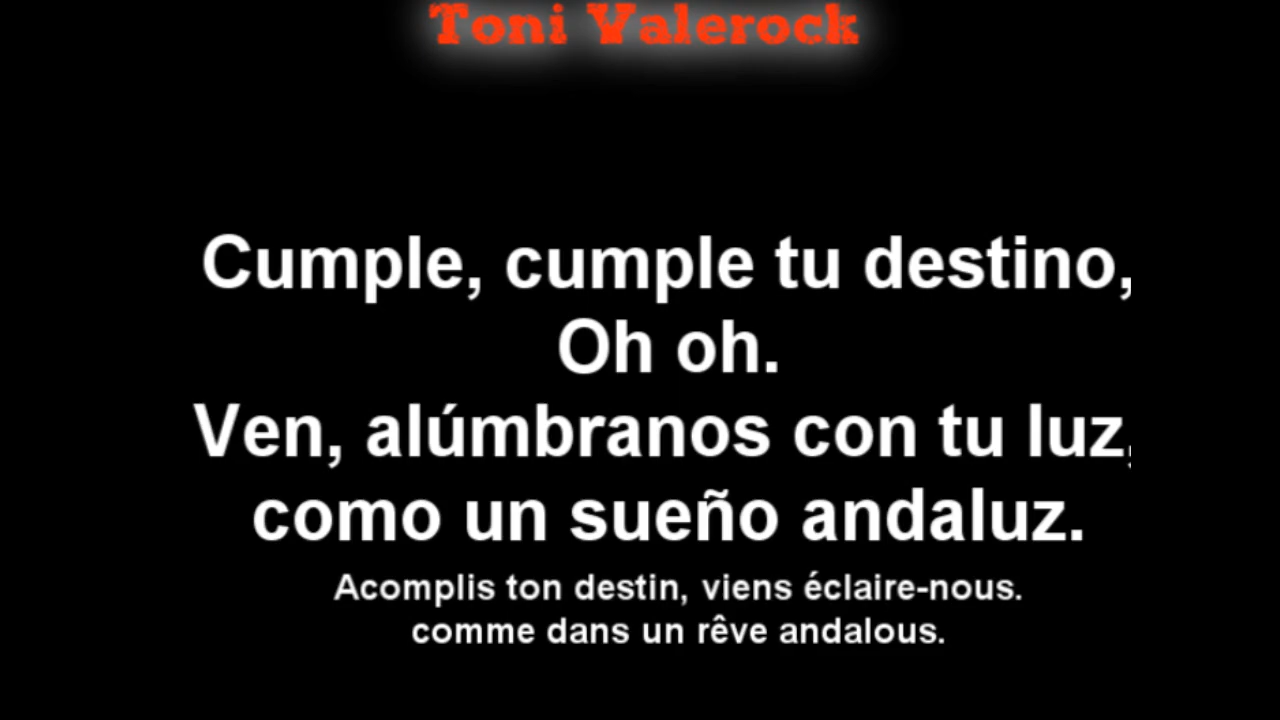 Toni Valerock
Cumple, cumple tu destino,
Oh oh.
Ven, alúmbranos con tu luz,
como un sueño andaluz.
Acomplis ton destin, viens éclaire-nous.
comme dans un rêve andalous.